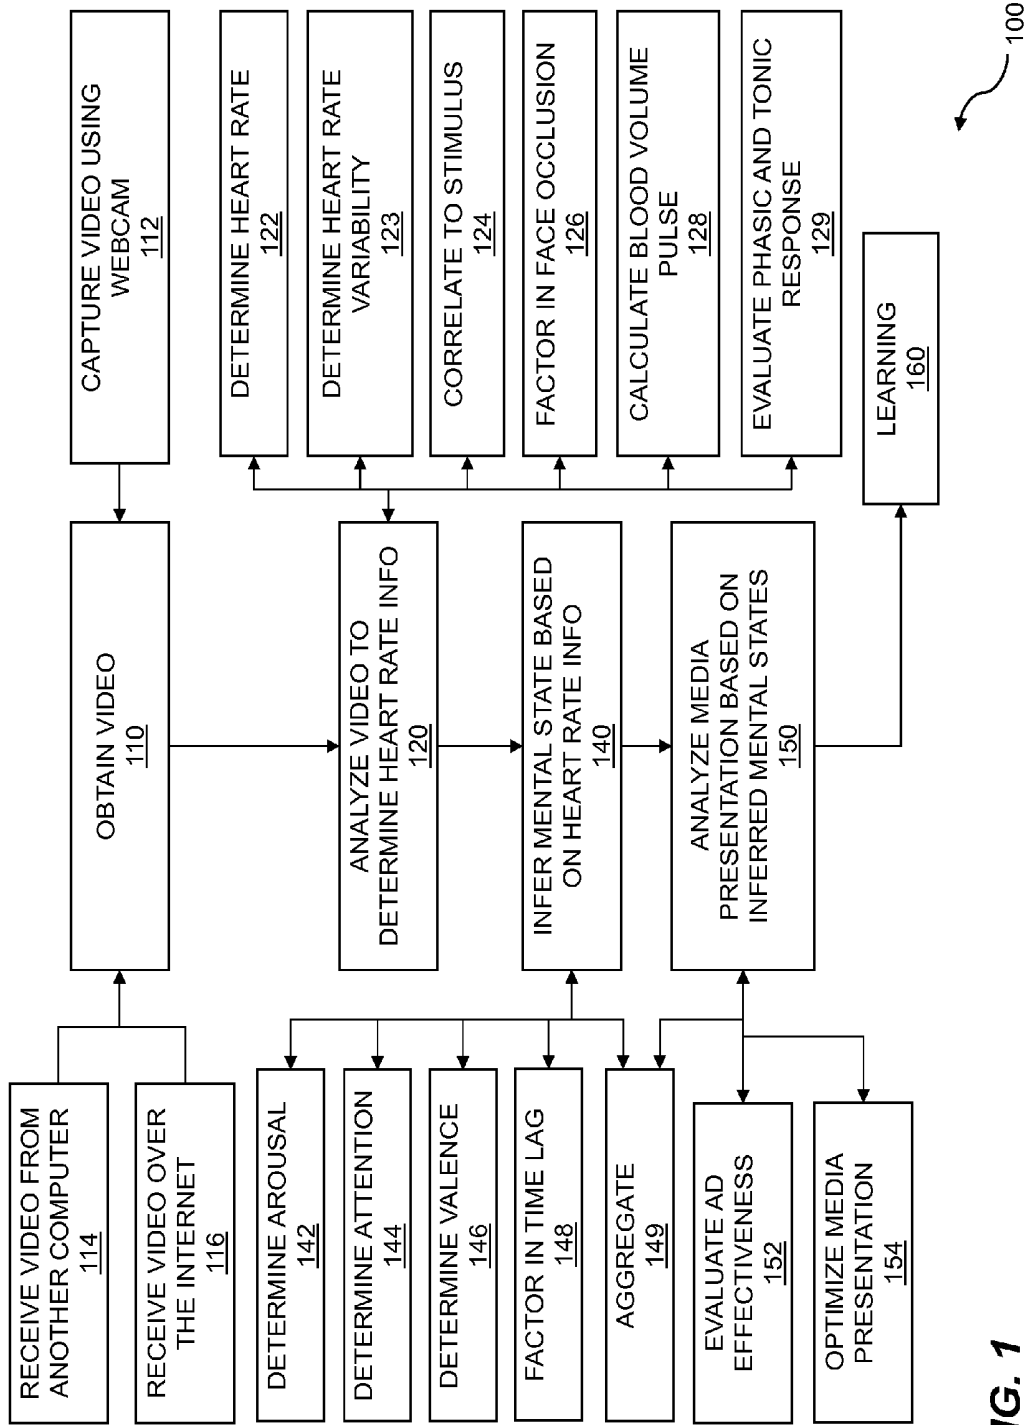 RECEIVE VIDEO FROM
ANOTHER COMPUTER
114
RECEIVE VIDEO OVER
THE INTERNET
116
OBTAIN VIDEO
110
CAPTURE VIDEO USING
WEBCAM
112
ANALYZE VIDEO TO
DETERMINE HEART RATE INFO
120
DETERMINE HEART RATE
122
DETERMINE HEART RATE
VARIABILITY
123
CORRELATE TO STIMULUS
124
FACTOR IN FACE OCCLUSION
126
CALCULATE BLOOD VOLUME
PULSE
128
EVALUATE PHASIC AND TONIC
RESPONSE
129
DETERMINE AROUSAL
142
DETERMINE ATTENTION
144
DETERMINE VALENCE
146
FACTOR IN TIME LAG
148
AGGREGATE
149
INFER MENTAL STATE BASED
ON HEART RATE INFO
140
ANALYZE MEDIA
PRESENTATION BASED ON
INFERRED MENTAL STATES
150
EVALUATE AD
EFFECTIVENESS
152
OPTIMIZE MEDIA
PRESENTATION
154
LEARNING
160
100
IG. 1